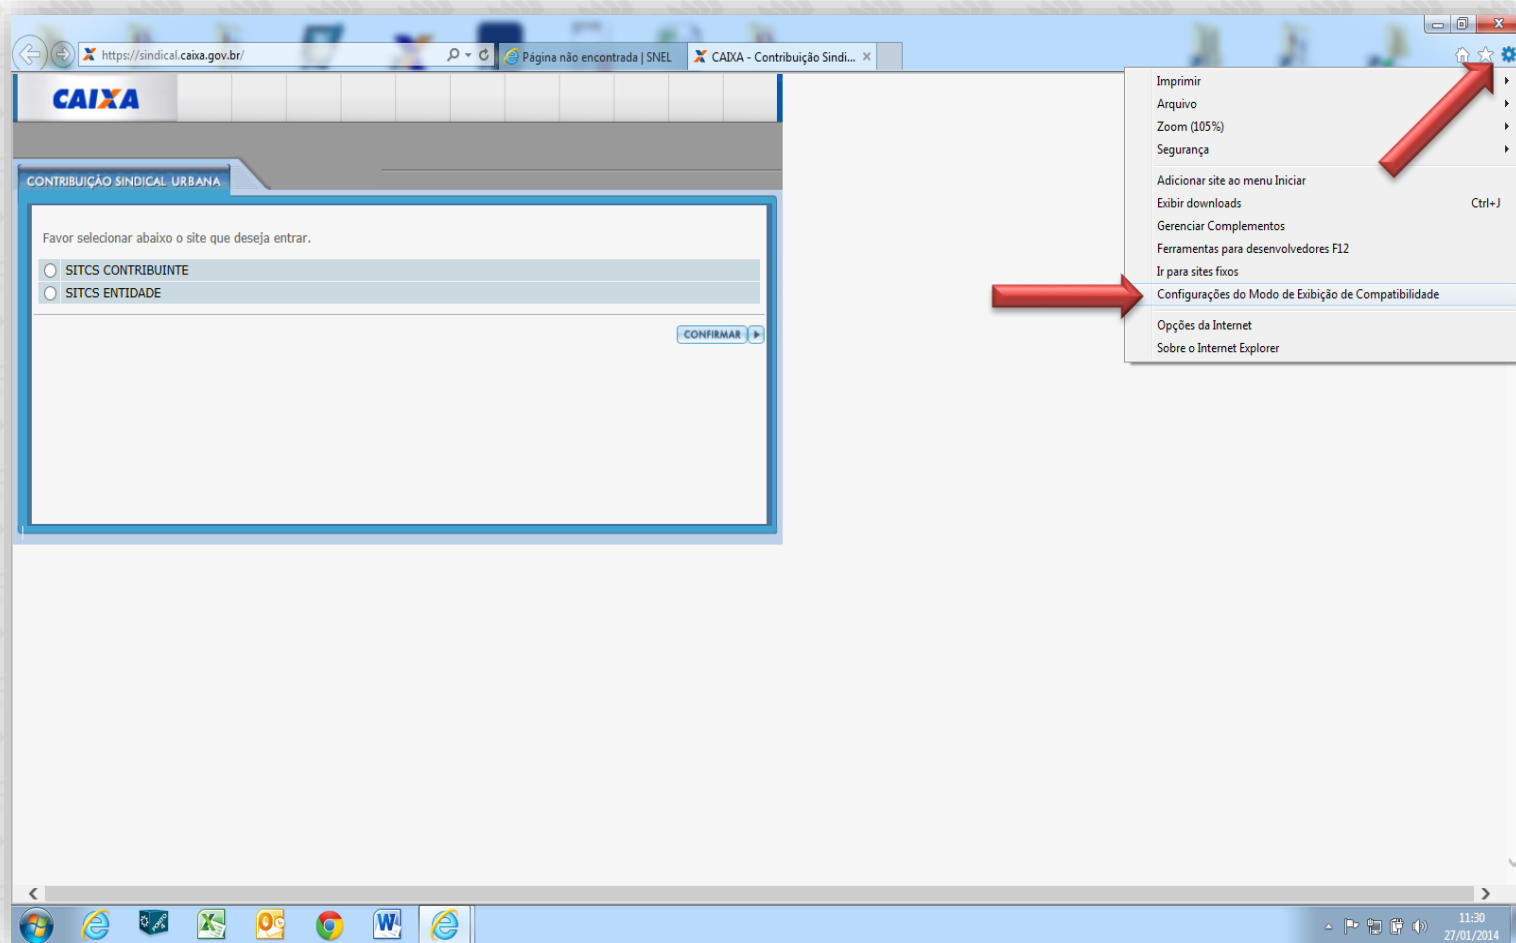 https://sindical.caixa.gov.br/
Página não encontrada | SNEL
CAIXA - Contribuição Sindi...
CAIXA
CONTRIBUIÇÃO SINDICAL URBANA
Favor selecionar abaixo o site que deseja entrar.
SITCS CONTRIBUINTE
SITCS ENTIDADE
CONFIRMAR
Imprimir
Arquivo
Zoom (105%)
Segurança
Adicionar site ao menu Iniciar
Exibir downloads Ctrl+J
Gerenciar Complementos
Ferramentas para desenvolvedores F12
Ir para sites fixos
Configurações do Modo de Exibição de Compatibilidade
Opções da Internet
Sobre o Internet Explorer
11:30
27/01/2014